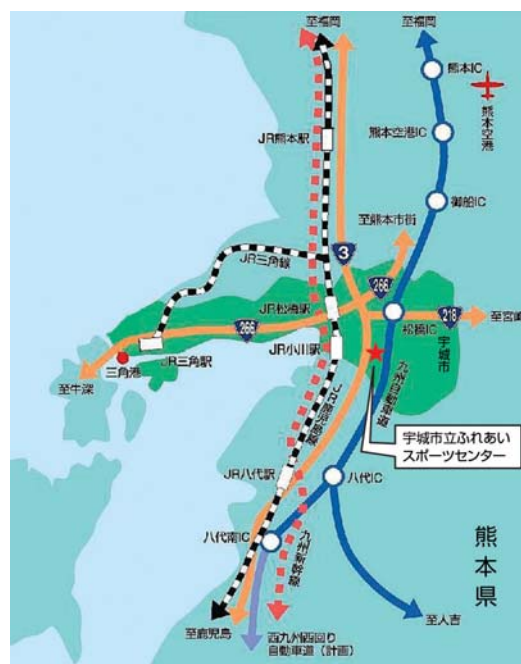 至福岡
至福岡
熊本IC
熊本空港
JR熊本駅
熊本空港IC
御船IC
至熊本市街
3
JR三角線
266
JR松橋駅
218
266
松橋IC
至宮崎
宇城市
JR小川駅
JR三角駅
三角港
至牛深
九州自動車道
JR鹿児島線
宇城市立ふれあい
スポーツセンター
JR八代駅
八代IC
八代南IC
九州新幹線
熊本県
至鹿児島
西九州西回り
自動車道（計画）
至人吉